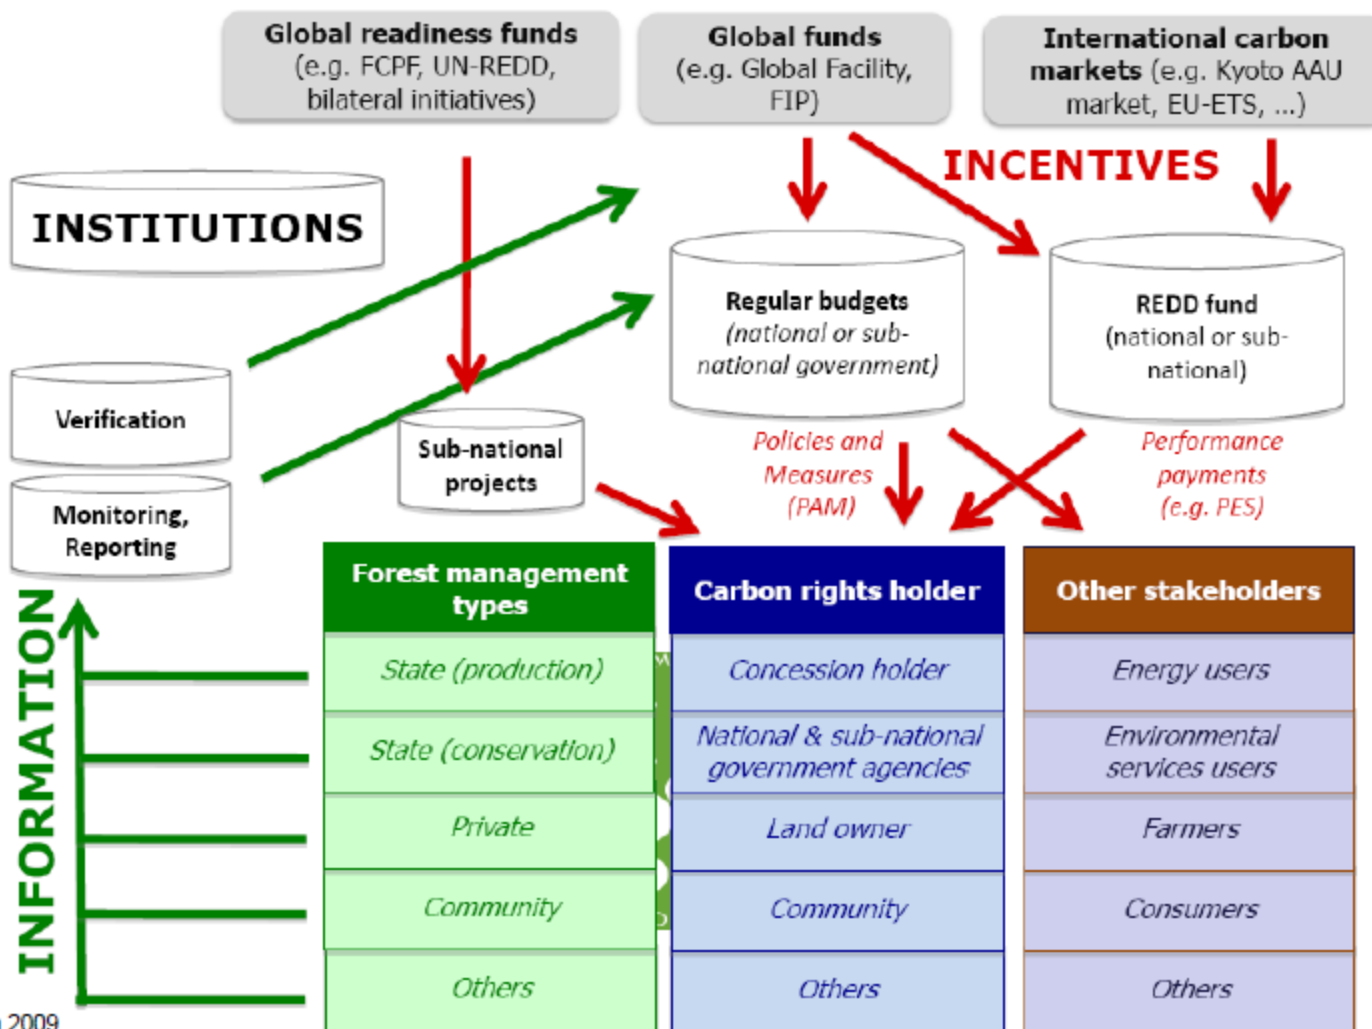 Global readiness funds
(e.g. FCPF, UN-REDD,
bilateral initiatives)
Global funds
(e.g. Global Facility,
FIP)
International carbon
markets (e.g. Kyoto AAU
market, EU-ETS, ...)
INCENTIVES
INSTITUTIONS
Regular budgets
(national or sub-
national government)
REDD fund
(national or sub-
national)
Verification
Monitoring,
Reporting
Sub-national
projects
Policies and
Measures
(PAM)
Performance
payments
(e.g. PES)
INFORMATION
Forest management
types
State (production)
State (conservation)
Private
Community
Others
Carbon rights holder
Concession holder
National & sub-national
government agencies
Land owner
Community
Others
Other stakeholders
Energy users
Environmental
services users
Farmers
Consumers
Others
2009